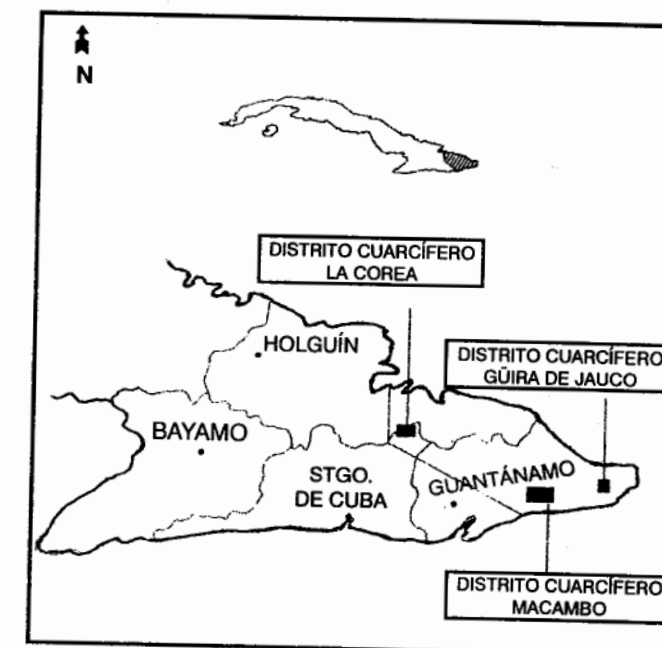 N
DISTRITO CUARCÍFERO
LA COREA
HOLGUÍN
DISTRITO CUARCÍFERO
GÜIRA DE JAUCO
BAYAMO
STGO.
DE CUBA
GUANTÁNAMO
DISTRITO CUARCÍFERO
MACAMBO